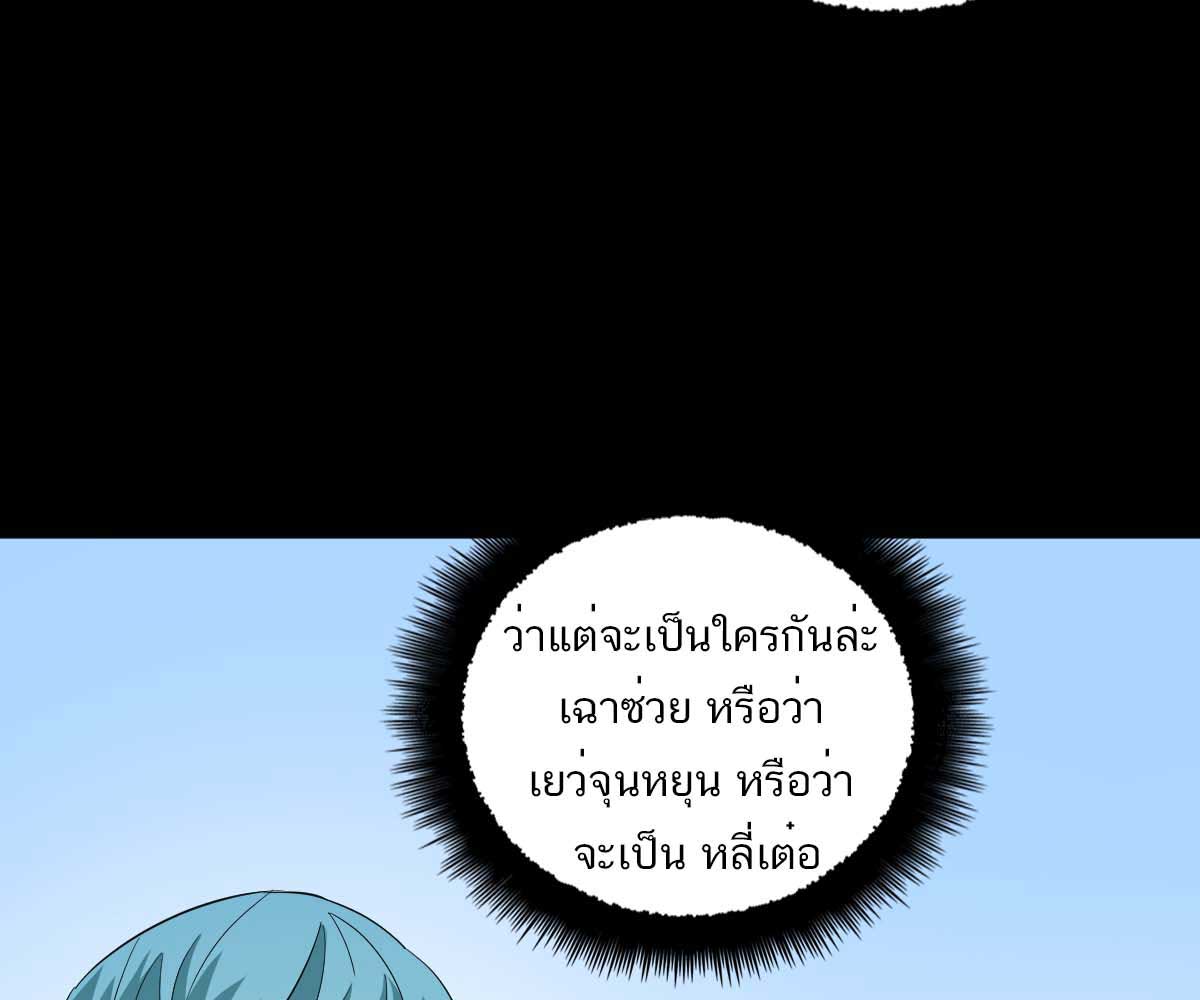 ว่าแต่จะเป็นใครกันล่ะ
เฉาซ่วย หรือว่า
เยว่จุนหยุน หรือว่า
จะเป็น หลี่เต๋อ